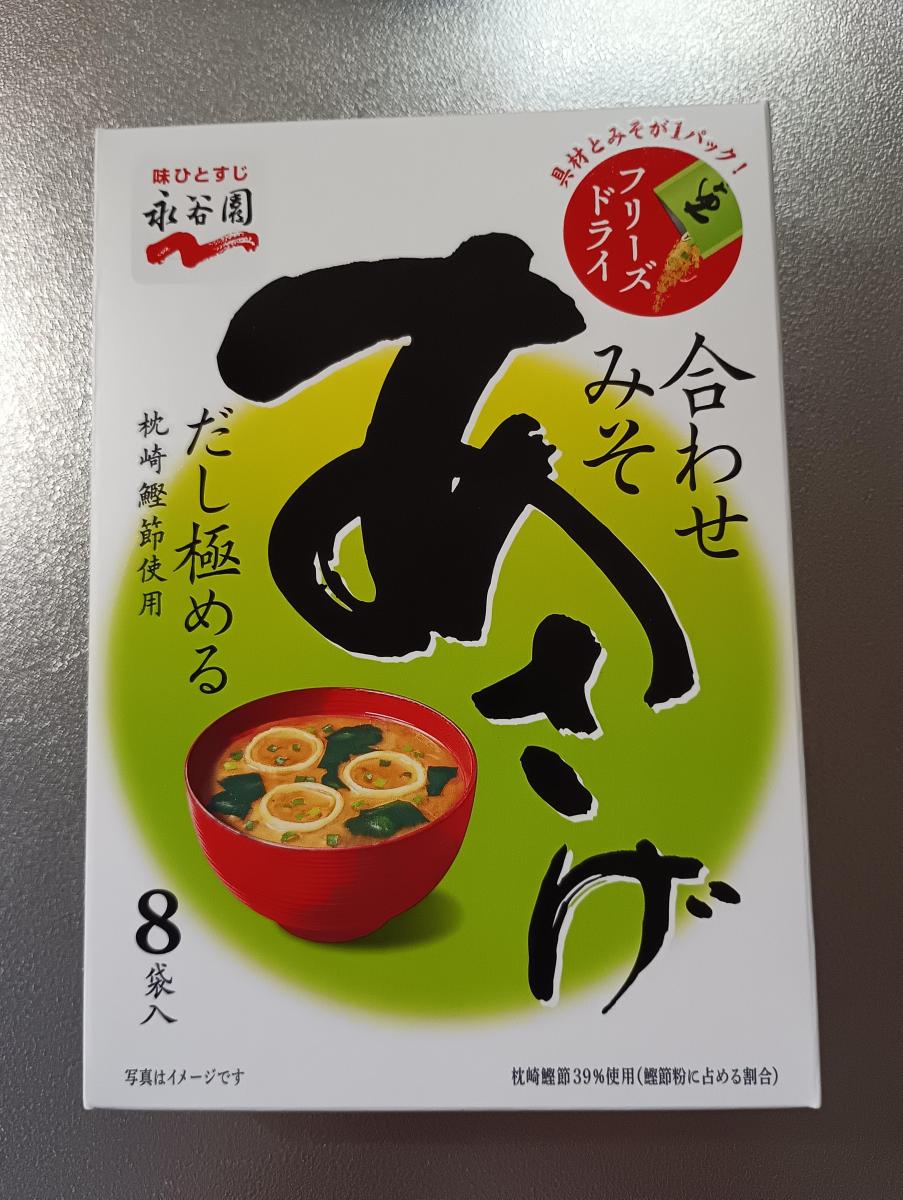 味ひとすじ
永谷園
具材とみそが1パック！
フリーズ
ドライ
合わせ
みそ
あさげ
だし極める
枕崎鰹節使用
8袋入
写真はイメージです
枕崎鰹節39%使用(鰹節粉に占める割合)